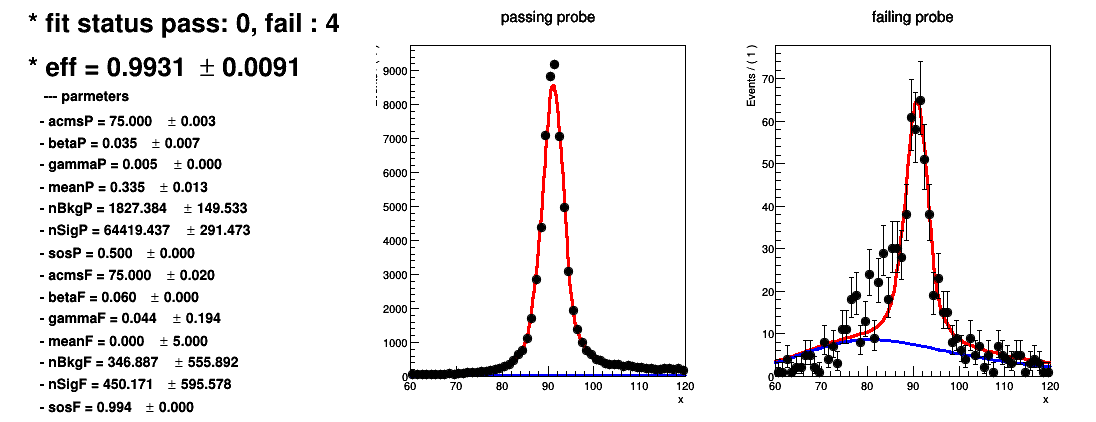 * fit status pass: 0, fail : 4
* eff = 0.9931 ± 0.0091
--- parmeters
- acmsP = 75.000 ± 0.003
- betaP = 0.035 ± 0.007
- gammaP = 0.005 ± 0.000
- meanP = 0.335 ± 0.013
- nBkgP = 1827.384 ± 149.533
- nSigP = 64419.437 ± 291.473
- sosP = 0.500 ± 0.000
- acmsF = 75.000 ± 0.020
- betaF = 0.060 ± 0.000
- gammaF = 0.044 ± 0.194
- meanF = 0.000 ± 5.000
- nBkgF = 346.887 ± 555.892
- nSigF = 450.171 ± 595.578
- sosF = 0.994 ± 0.000
passing probe
9000
8000
7000
6000
5000
4000
3000
2000
1000
0
60 70 80 90 100 110 120
x
failing probe
Events / ( 1 )
70
60
50
40
30
20
10
0
60 70 80 90 100 110 120
x